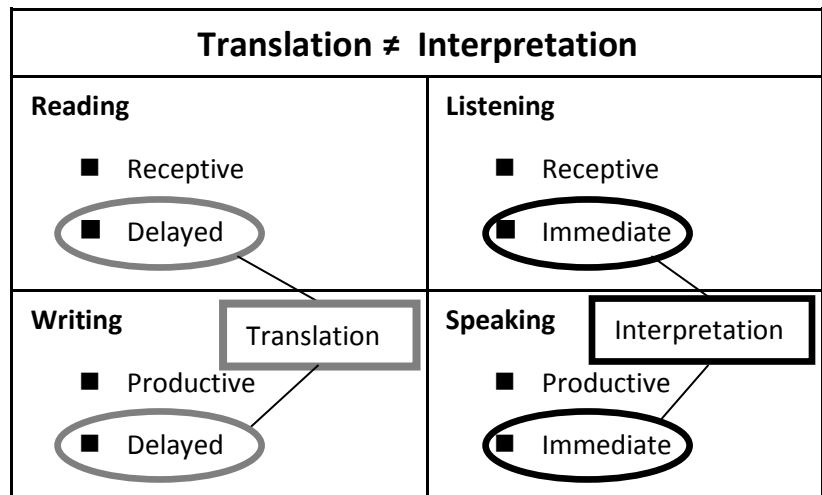 Translation ≠ Interpretation
Reading
■ Receptive
■ Delayed
Listening
■ Receptive
■ Immediate
Writing
Translation
■ Productive
■ Delayed
Speaking
Interpretation
■ Productive
■ Immediate